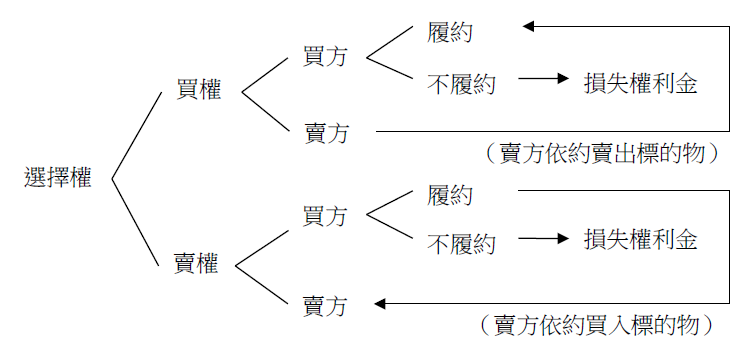 履約
買方
不履約
損失權利金
買權
賣方
（賣方依約賣出標的物）
選擇權
履約
買方
不履約
損失權利金
賣權
賣方
（賣方依約買入標的物）